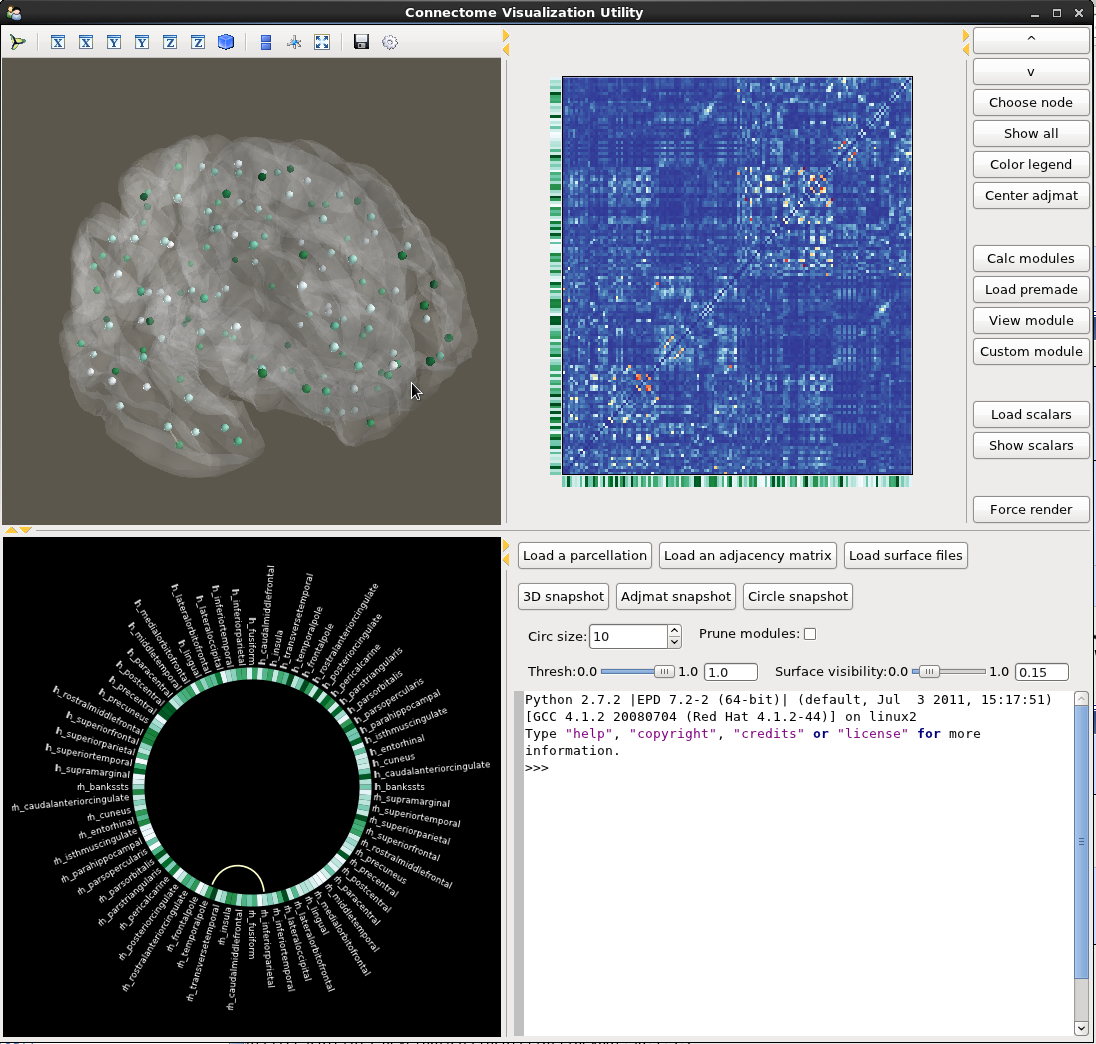 Connectome Visualization Utility
X X Y Y Z Z
^
v
Choose node
Show all
Color legend
Center adjmat
Calc modules
Load premade
View module
Custom module
Load scalars
Show scalars
Force render
Load a parcellation Load an adjacency matrix Load surface files
3D snapshot Adjmat snapshot Circle snapshot
Circ size: 10 Prune modules:
Thresh:0.0 1.0 1.0 Surface visibility:0.0 1.0 0.15
Python 2.7.2 |EPD 7.2-2 (64-bit)| (default, Jul  3 2011, 15:17:51)
[GCC 4.1.2 20080704 (Red Hat 4.1.2-44)] on linux2
Type "help", "copyright", "credits" or "license" for more
information.
>>>
lh_caudalmiddlefrontal
lh_insula
lh_transversetemporal
lh_temporalpole
lh_frontalpole
lh_rostralanteriorcingulate
lh_posteriorcingulate
lh_pericalcarine
lh_parstriangularis
lh_parsorbitalis
lh_parsopercularis
lh_parahippocampal
lh_isthmuscingulate
lh_entorhinal
lh_cuneus
lh_caudalanteriorcingulate
lh_bankssts
rh_supramarginal
rh_superiortemporal
rh_superiorparietal
rh_superiorfrontal
rh_rostralmiddlefrontal
rh_precuneus
rh_precentral
rh_postcentral
rh_paracentral
rh_middletemporal
rh_medialorbitofrontal
rh_lingual
rh_lateralorbitofrontal
rh_lateraloccipital
rh_inferiortemporal
rh_inferiorparietal
rh_fusiform
rh_caudalmiddlefrontal
rh_insula
rh_transversetemporal
rh_temporalpole
rh_frontalpole
rh_rostralanteriorcingulate
rh_posteriorcingulate
rh_pericalcarine
rh_parstriangularis
rh_parsorbitalis
rh_parsopercularis
rh_parahippocampal
rh_isthmuscingulate
rh_entorhinal
rh_cuneus
rh_caudalanteriorcingulate
rh_bankssts
lh_supramarginal
lh_superiortemporal
lh_superiorparietal
lh_superiorfrontal
lh_rostralmiddlefrontal
lh_precuneus
lh_precentral
lh_postcentral
lh_paracentral
lh_middletemporal
lh_medialorbitofrontal
lh_lingual
lh_lateralorbitofrontal
lh_lateraloccipital
lh_inferiortemporal
lh_inferiorparietal
lh_fusiform